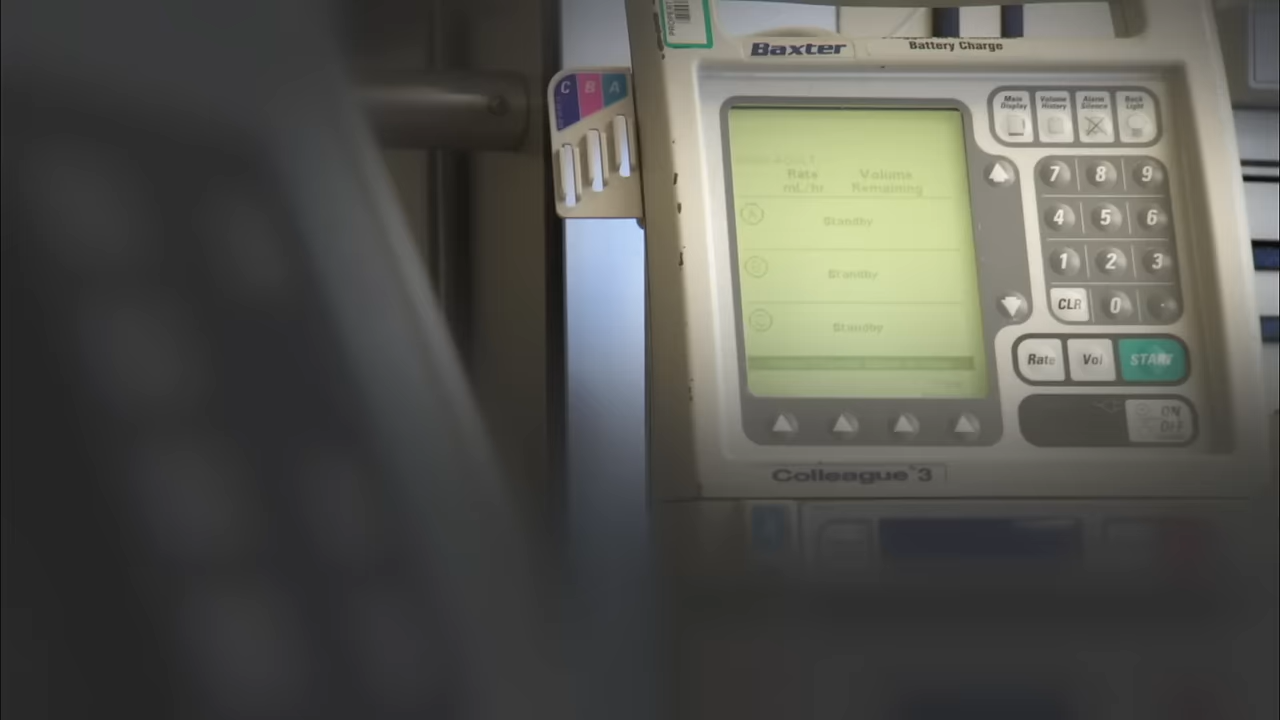 PROPERT
Baxter
Battery Charge
C B A
Main Display
Volume History
Alarm Silence
Back Light
Rate mL/hr
Volume Remaining
A
Standby
B
Standby
C
Standby
7 8 9
4 5 6
1 2 3
CLR 0 .
Rate Vol START
ON
OFF
Colleague 3